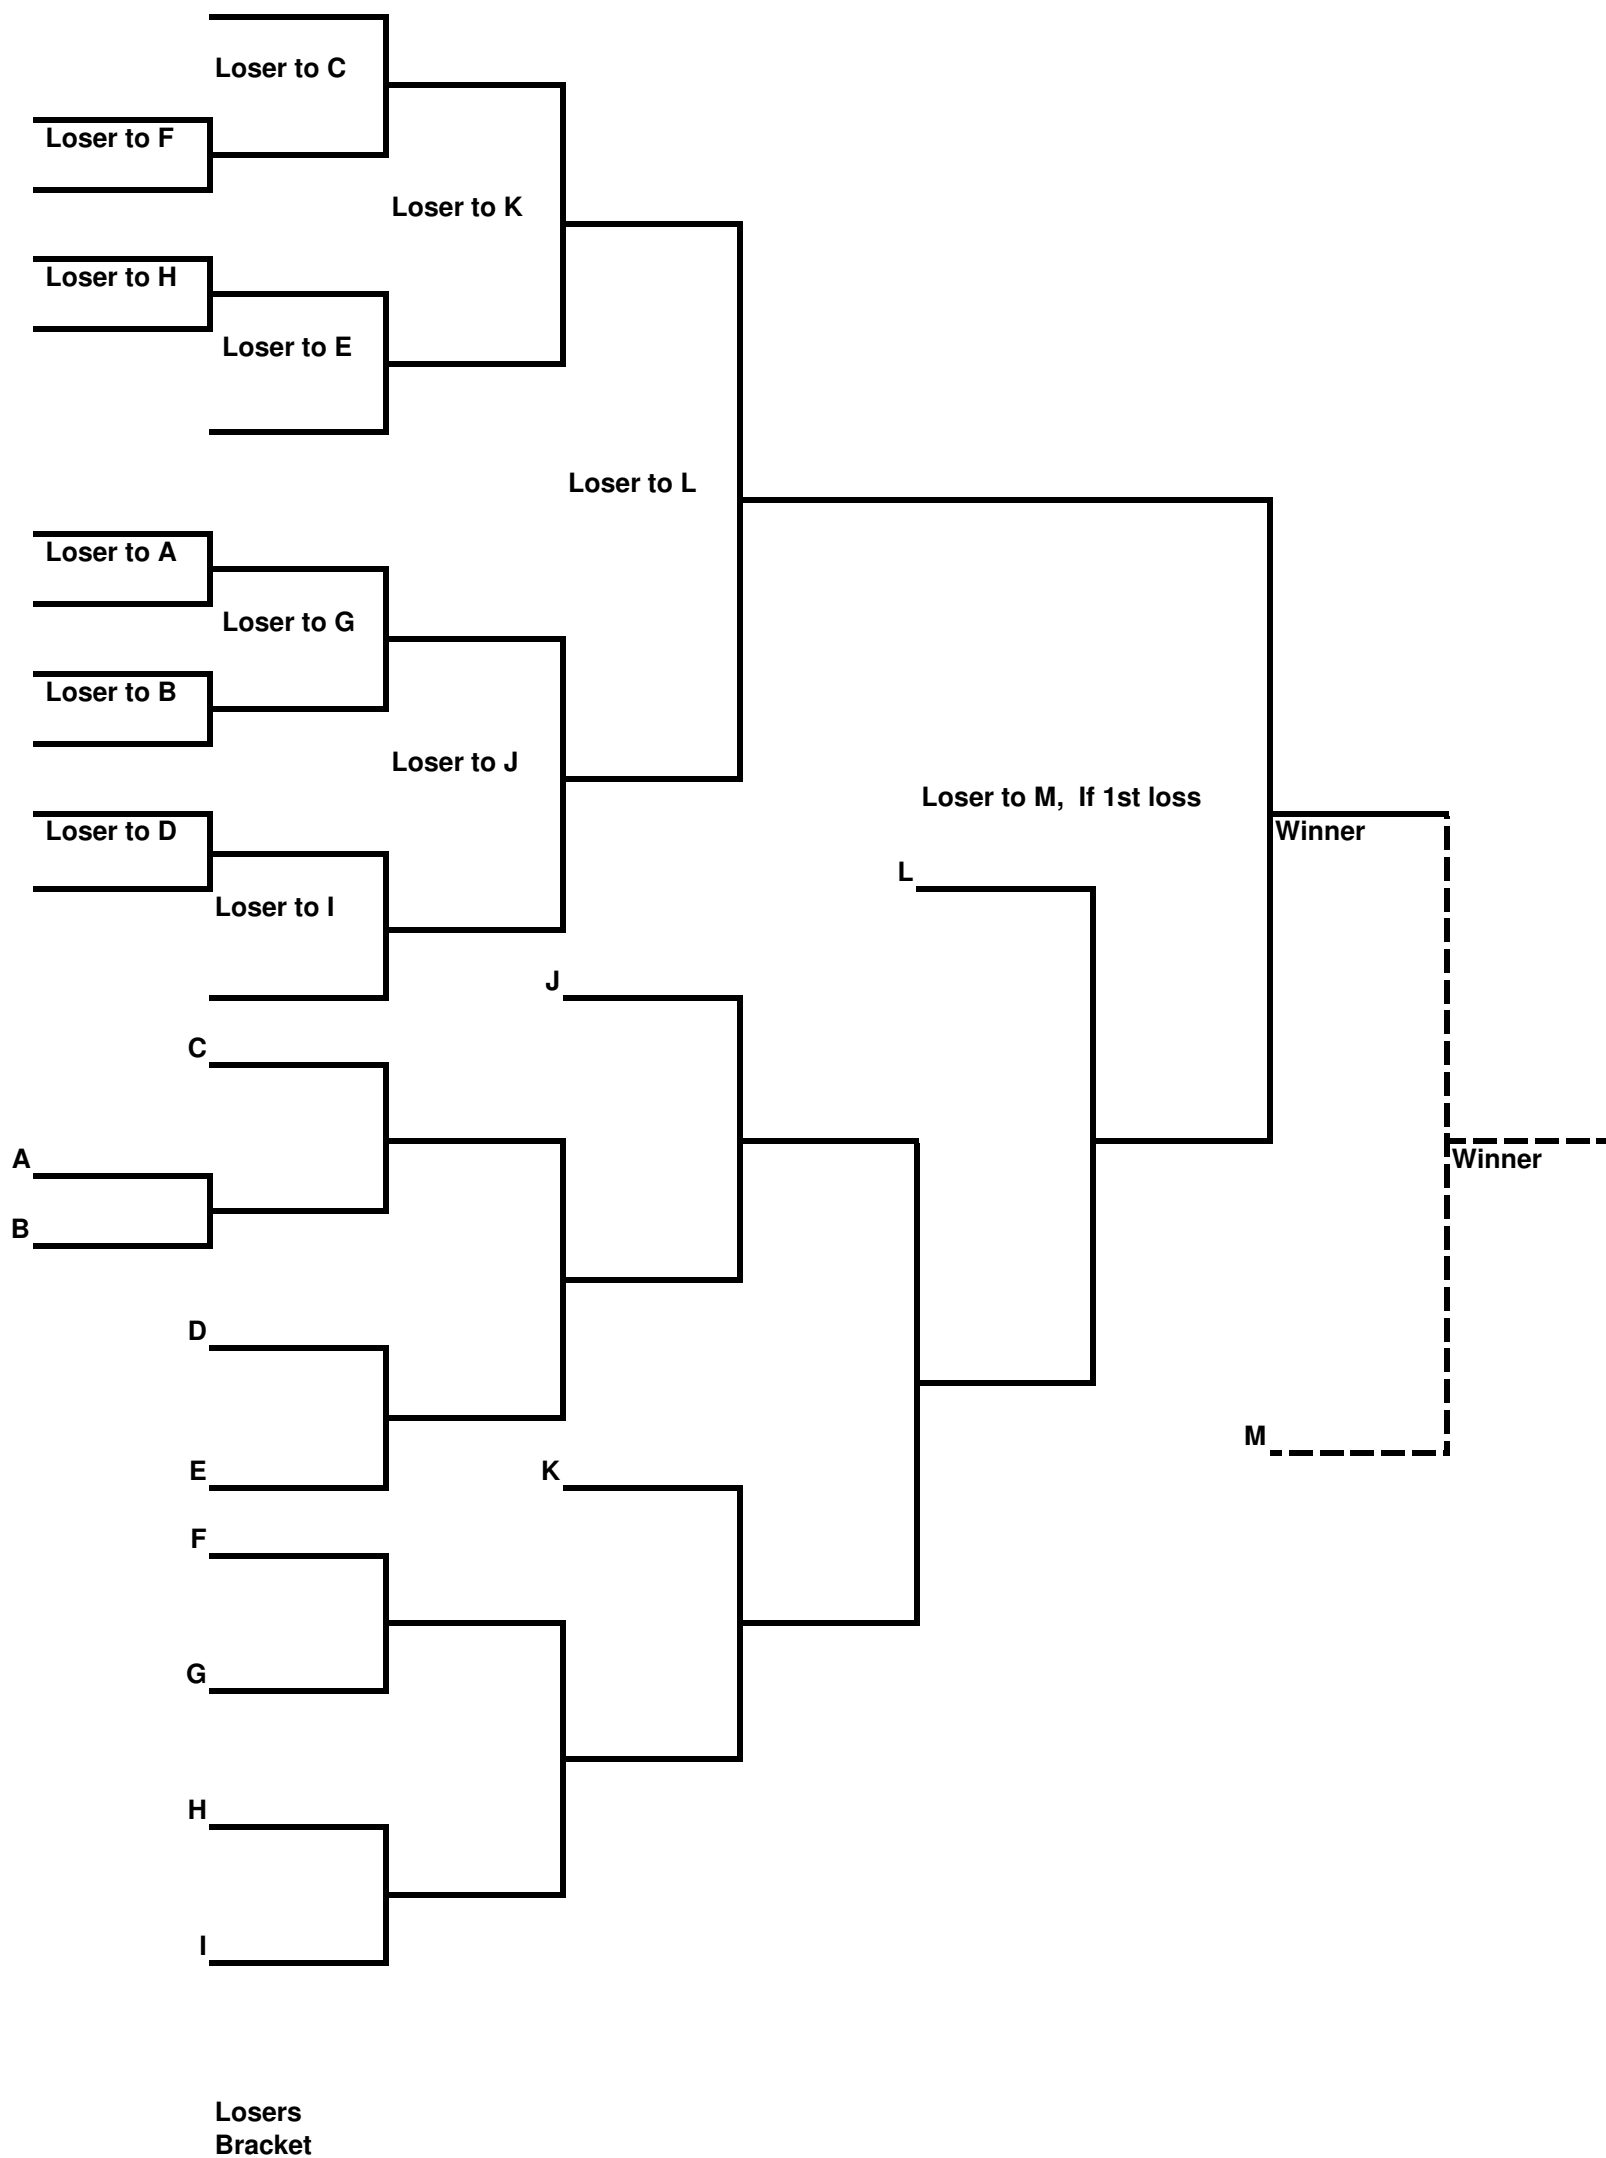 Loser to C
Loser to F
Loser to K
Loser to H
Loser to E
Loser to L
Loser to A
Loser to G
Loser to B
Loser to J
Loser to M, If 1st loss
Loser to D
Winner
L
Loser to I
J
C
A
Winner
B
D
M
E
K
F
G
H
I
Losers
Bracket